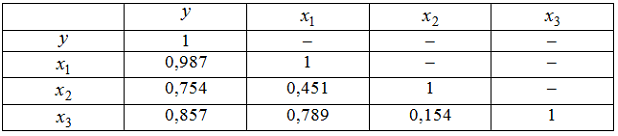 y x₁ x₂ x₃
y 1 – – –
x₁ 0,987 1 – –
x₂ 0,754 0,451 1 –
x₃ 0,857 0,789 0,154 1